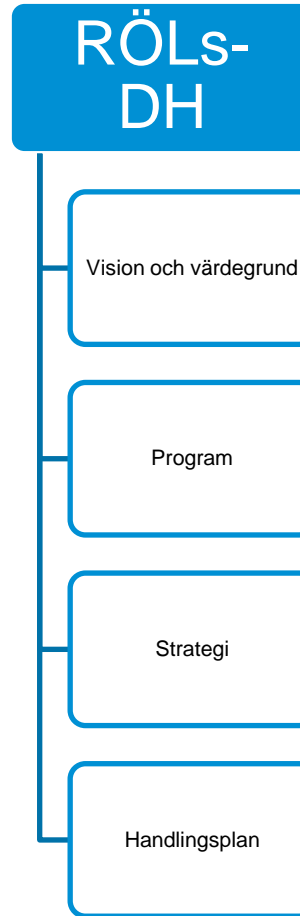 RÖLs-
DH
Vision och värdegrund
Program
Strategi
Handlingsplan